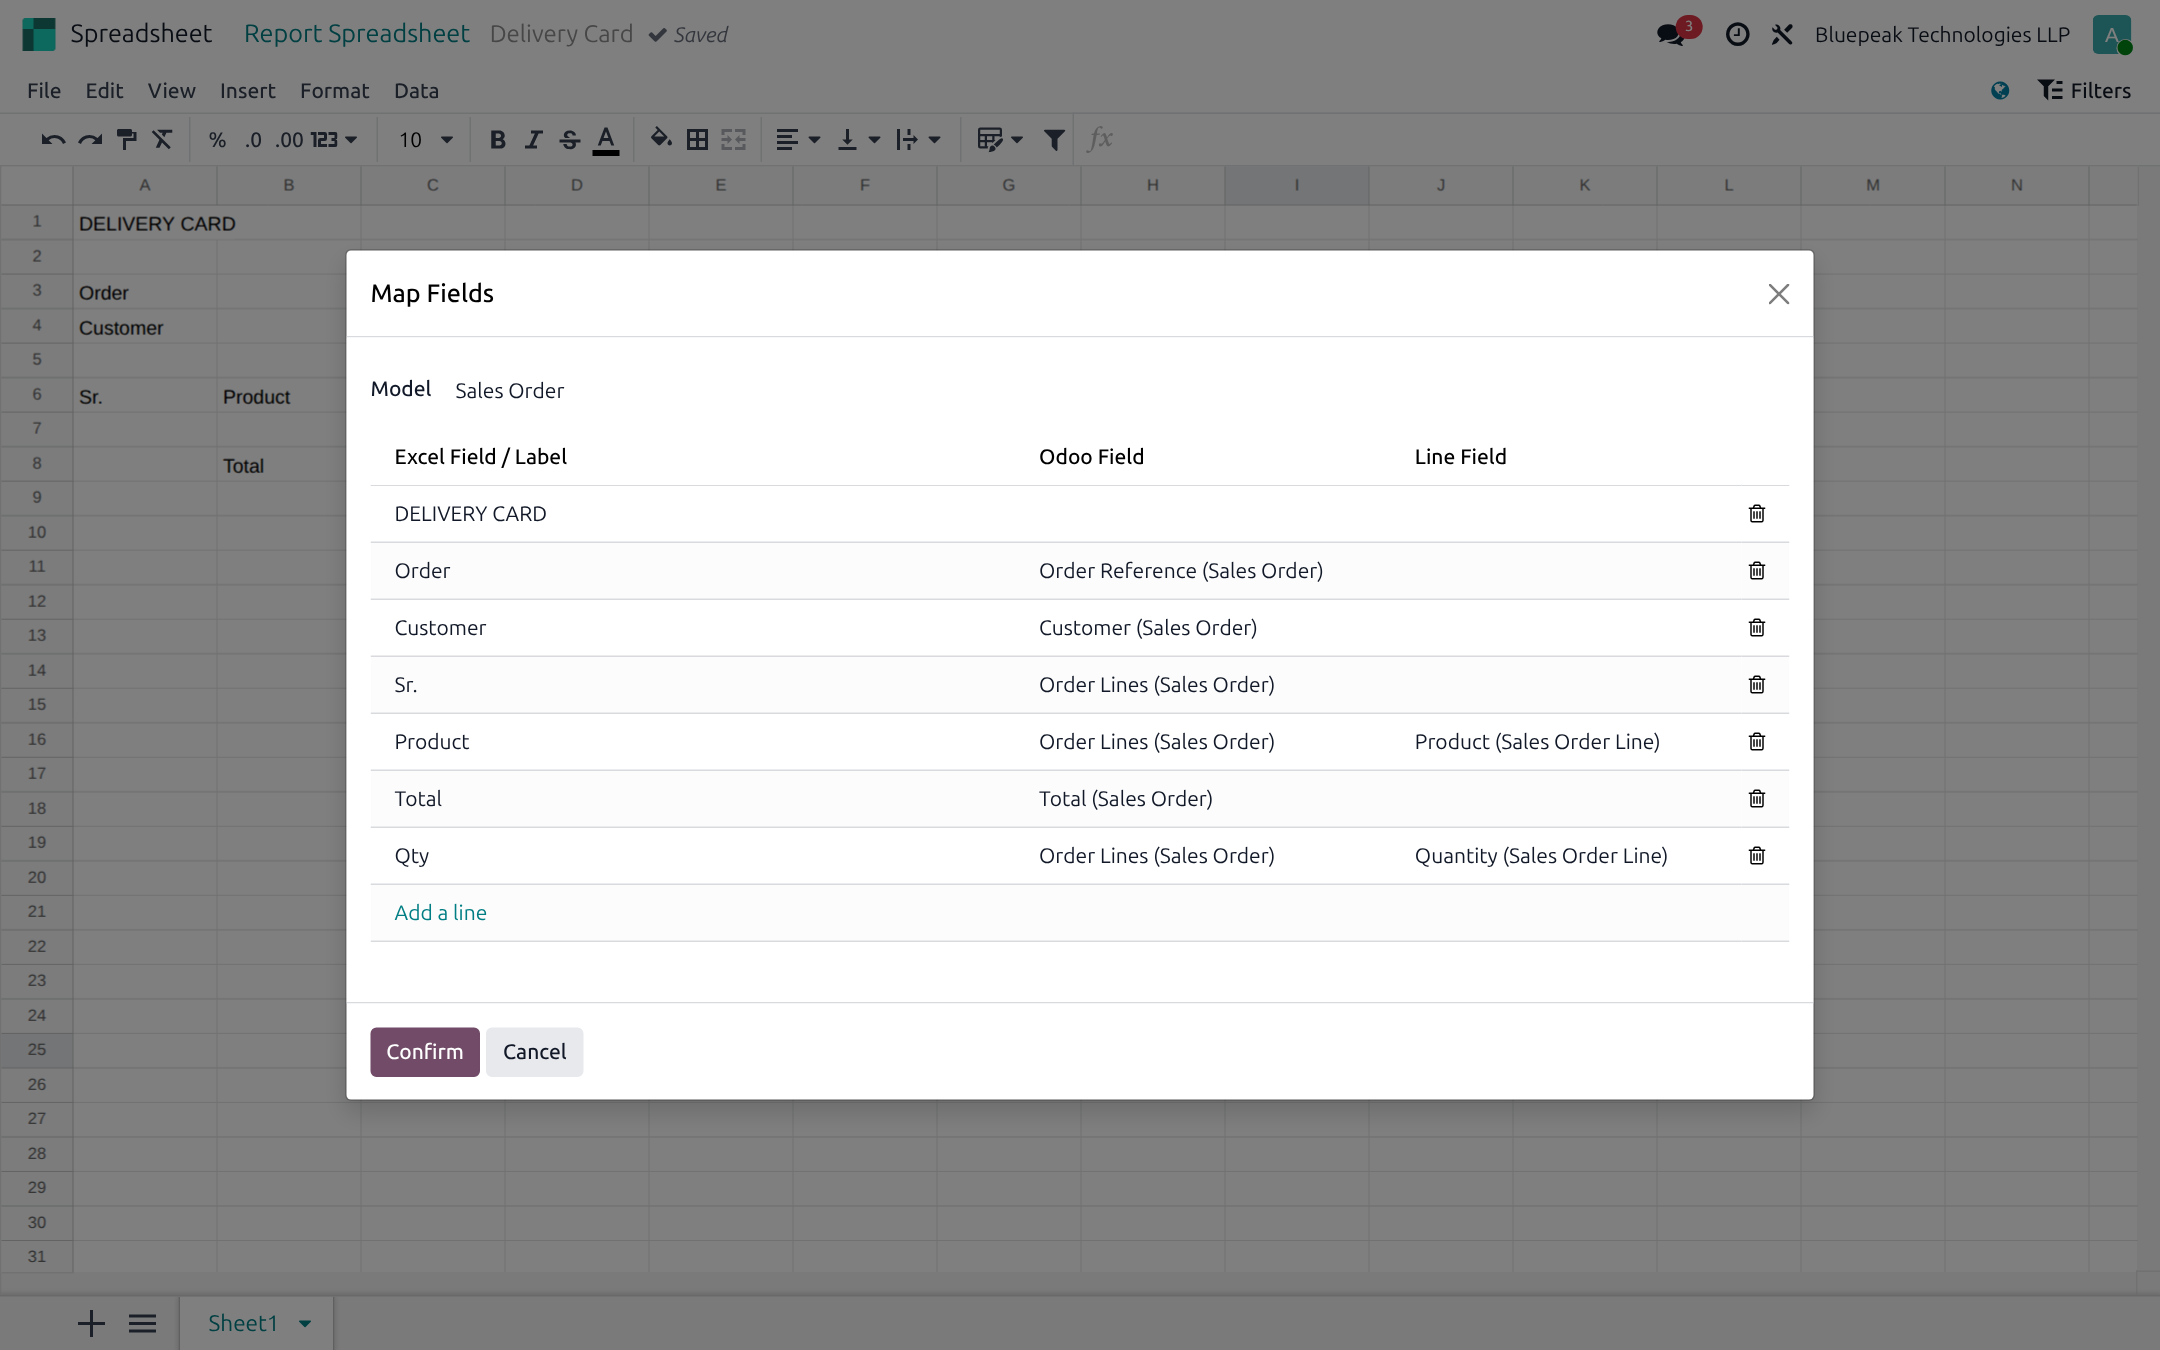 Spreadsheet Report Spreadsheet Delivery Card Saved 3 Bluepeak Technologies LLP A
File Edit View Insert Format Data Filters
% .0 .00 123 10 B I S A fx
A B C D E F G H I J K L M N
1 DELIVERY CARD
2
3 Order
4 Customer
5
6 Sr. Product
7
8 Total
9
10
11
12
13
14
15
16
17
18
19
20
21
22
23
24
25
26
27
28
29
30
31
Map Fields
Model Sales Order
Excel Field / Label Odoo Field Line Field
DELIVERY CARD
Order Order Reference (Sales Order)
Customer Customer (Sales Order)
Sr. Order Lines (Sales Order)
Product Order Lines (Sales Order) Product (Sales Order Line)
Total Total (Sales Order)
Qty Order Lines (Sales Order) Quantity (Sales Order Line)
Add a line
Confirm Cancel
Sheet1